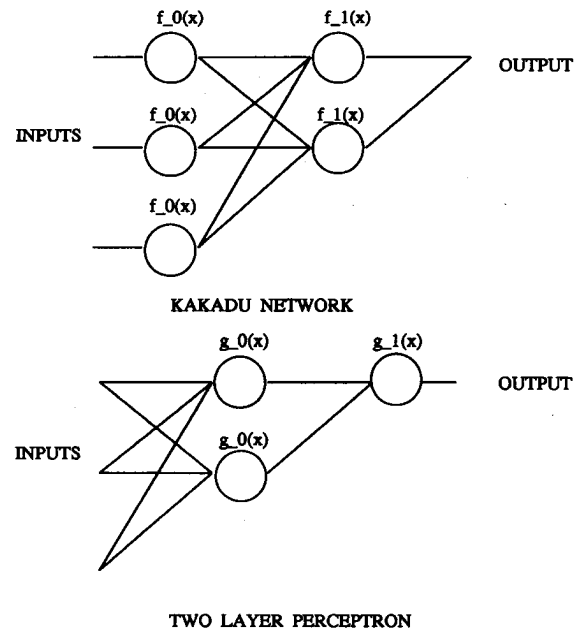 f_0(x) f_1(x)
OUTPUT
f_0(x) f_1(x)
INPUTS
f_0(x)
KAKADU NETWORK
g_0(x) g_1(x)
OUTPUT
g_0(x)
INPUTS
TWO LAYER PERCEPTRON